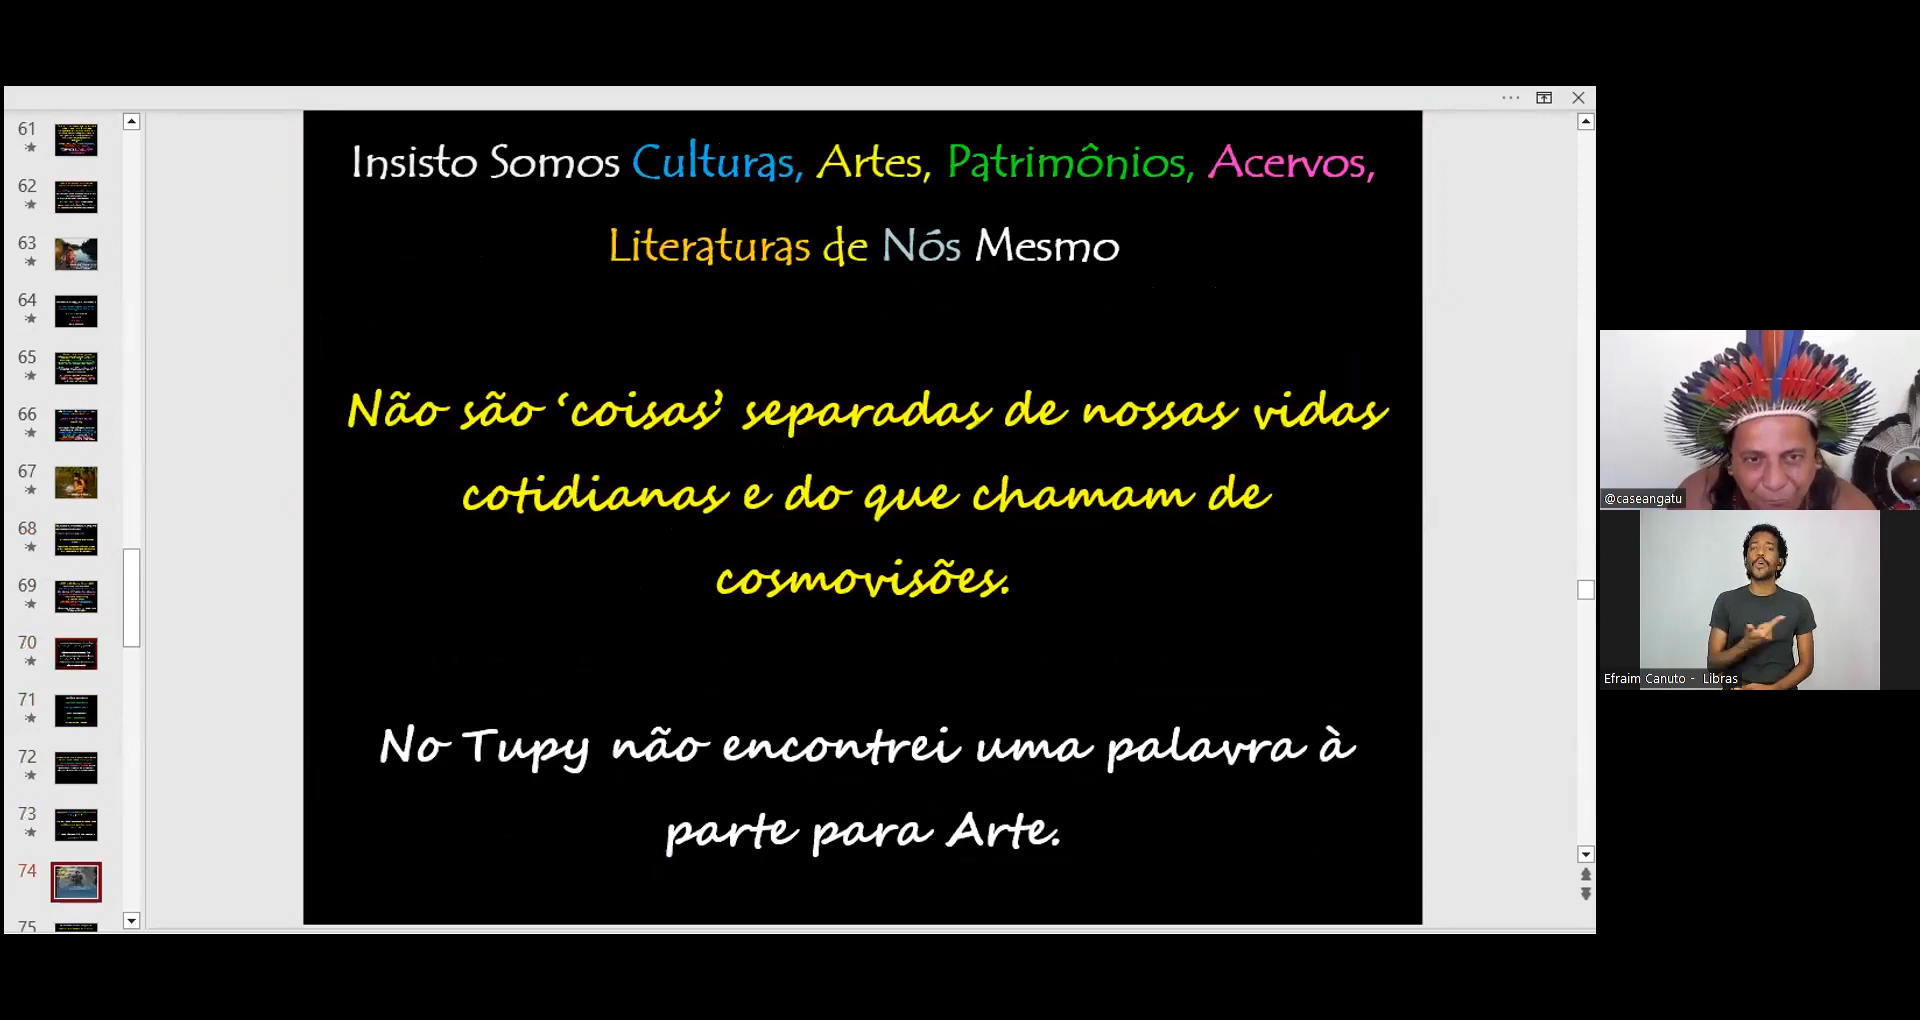 Insisto Somos Culturas, Artes, Patrimônios, Acervos,
Literaturas de Nós Mesmo
Não são ‘coisas’ separadas de nossas vidas
cotidianas e do que chamam de
cosmovisões.
No Tupy não encontrei uma palavra à
parte para Arte.
61
62
63
64
65
66
67
68
69
70
71
72
73
74
75
@caseangatu
Efraim Canuto - Libras